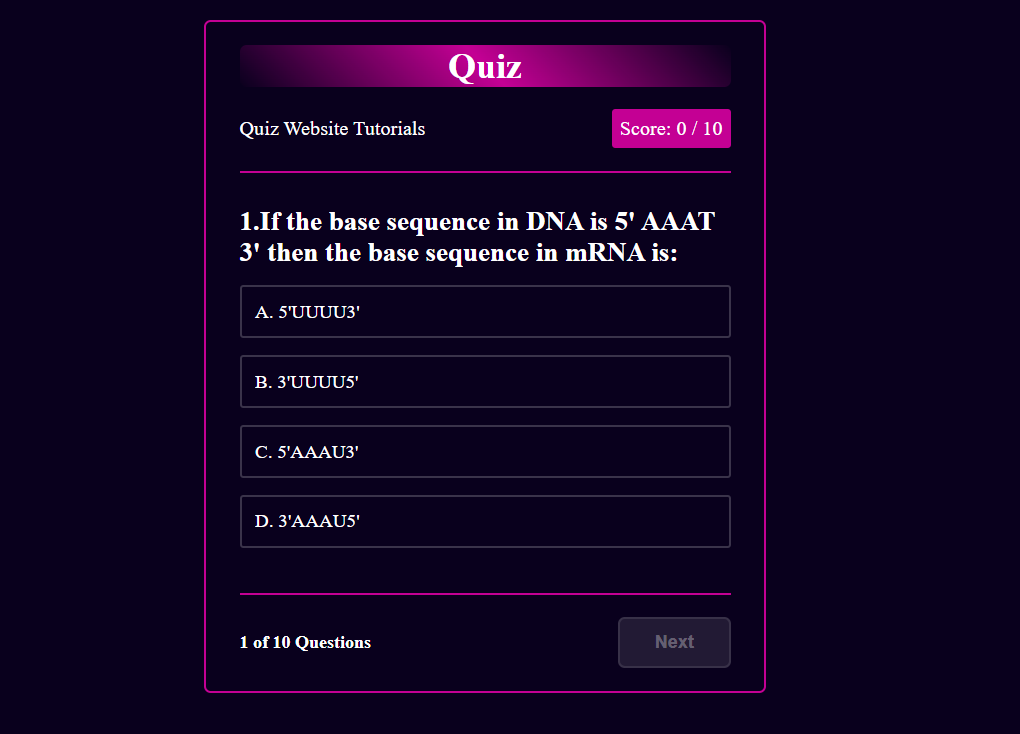 Quiz
Quiz Website Tutorials
Score: 0 / 10
1.If the base sequence in DNA is 5' AAAT
3' then the base sequence in mRNA is:
A. 5'UUUU3'
B. 3'UUUU5'
C. 5'AAAU3'
D. 3'AAAU5'
1 of 10 Questions
Next